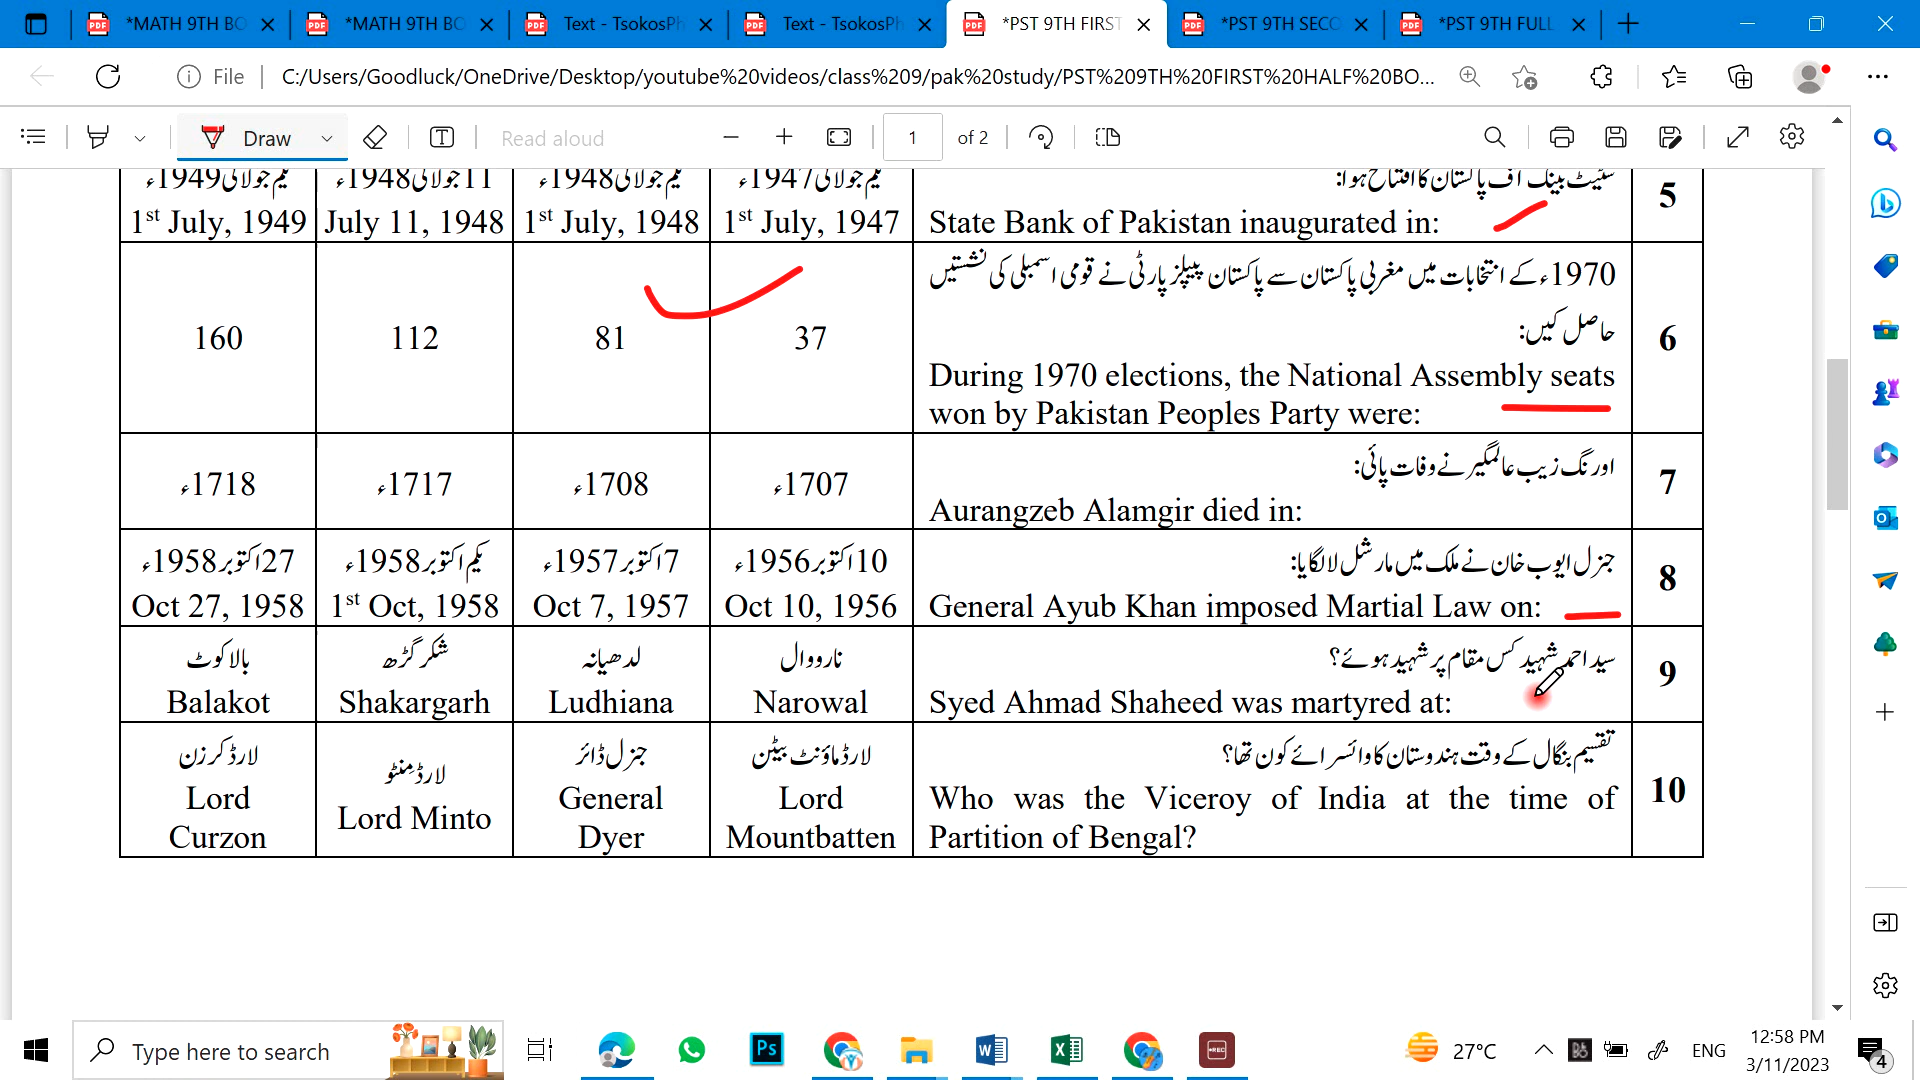 *MATH 9TH BO
*MATH 9TH BO
Text - TsokosPh
Text - TsokosPh
*PST 9TH FIRST
*PST 9TH SECO
*PST 9TH FULL
File
C:/Users/Goodluck/OneDrive/Desktop/youtube%20videos/class%209/pak%20study/PST%209TH%20FIRST%20HALF%20BO...
Draw
Read aloud
1
of 2
یکم جولائی1949ء
11جولائی1948ء
یکم جولائی1948ء
یکم جولائی1947ء
سٹیٹ بینک آف پاکستان کا افتتاح ہوا:
5
1st July, 1949
July 11, 1948
1st July, 1948
1st July, 1947
State Bank of Pakistan inaugurated in:
1970ء کے انتخابات میں مغربی پاکستان سے پاکستان پیپلز پارٹی نے قومی اسمبلی کی نشستیں
حاصل کیں:
160
112
81
37
6
During 1970 elections, the National Assembly seats
won by Pakistan Peoples Party were:
اورنگ زیب عالمگیر نے وفات پائی:
1718ء
1717ء
1708ء
1707ء
7
Aurangzeb Alamgir died in:
27اکتوبر1958ء
یکم اکتوبر1958ء
7اکتوبر1957ء
10اکتوبر1956ء
جنرل ایوب خان نے ملک میں مارشل لا لگایا:
8
Oct 27, 1958
1st Oct, 1958
Oct 7, 1957
Oct 10, 1956
General Ayub Khan imposed Martial Law on:
بالاکوٹ
شکرگڑھ
لدھیانہ
نارووال
سید احمد شہید کس مقام پر شہید ہوئے؟
9
Balakot
Shakargarh
Ludhiana
Narowal
Syed Ahmad Shaheed was martyred at:
لارڈ کرزن
لارڈ منٹو
جنرل ڈائر
لارڈ ماؤنٹ بیٹن
تقسیم بنگال کے وقت ہندوستان کا وائسرائے کون تھا؟
10
Lord
Curzon
Lord Minto
General
Dyer
Lord
Mountbatten
Who was the Viceroy of India at the time of
Partition of Bengal?
Type here to search
Ps
REC
27°C
ENG
12:58 PM
3/11/2023
4